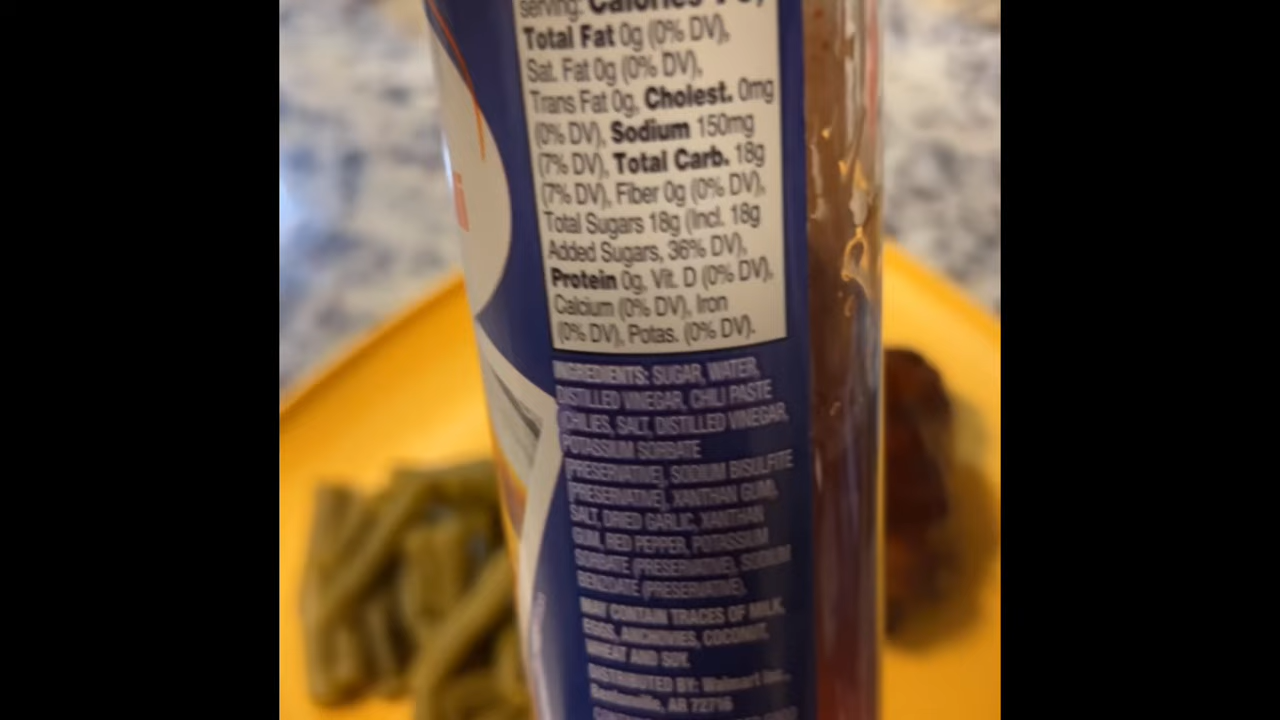 serving: Calories
Total Fat 0g (0% DV),
Sat. Fat 0g (0% DV),
Trans Fat 0g, Cholest. 0mg
(0% DV), Sodium 150mg
(7% DV), Total Carb. 18g
(7% DV), Fiber 0g (0% DV),
Total Sugars 18g (Incl. 18g
Added Sugars, 36% DV),
Protein 0g, Vit. D (0% DV),
Calcium (0% DV), Iron
(0% DV), Potas. (0% DV).
INGREDIENTS: SUGAR, WATER,
DISTILLED VINEGAR, CHILI PASTE
(CHILIES, SALT, DISTILLED VINEGAR,
POTASSIUM SORBATE
(PRESERVATIVE), SODIUM BISULFITE
(PRESERVATIVE), XANTHAN GUM),
SALT, DRIED GARLIC, XANTHAN
GUM, RED PEPPER, POTASSIUM
SORBATE (PRESERVATIVE), SODIUM
BENZOATE (PRESERVATIVE).
MAY CONTAIN TRACES OF MILK,
EGGS, ANCHOVIES, COCONUT,
WHEAT AND SOY.
DISTRIBUTED BY: Walmart Inc.,
Bentonville, AR 72716